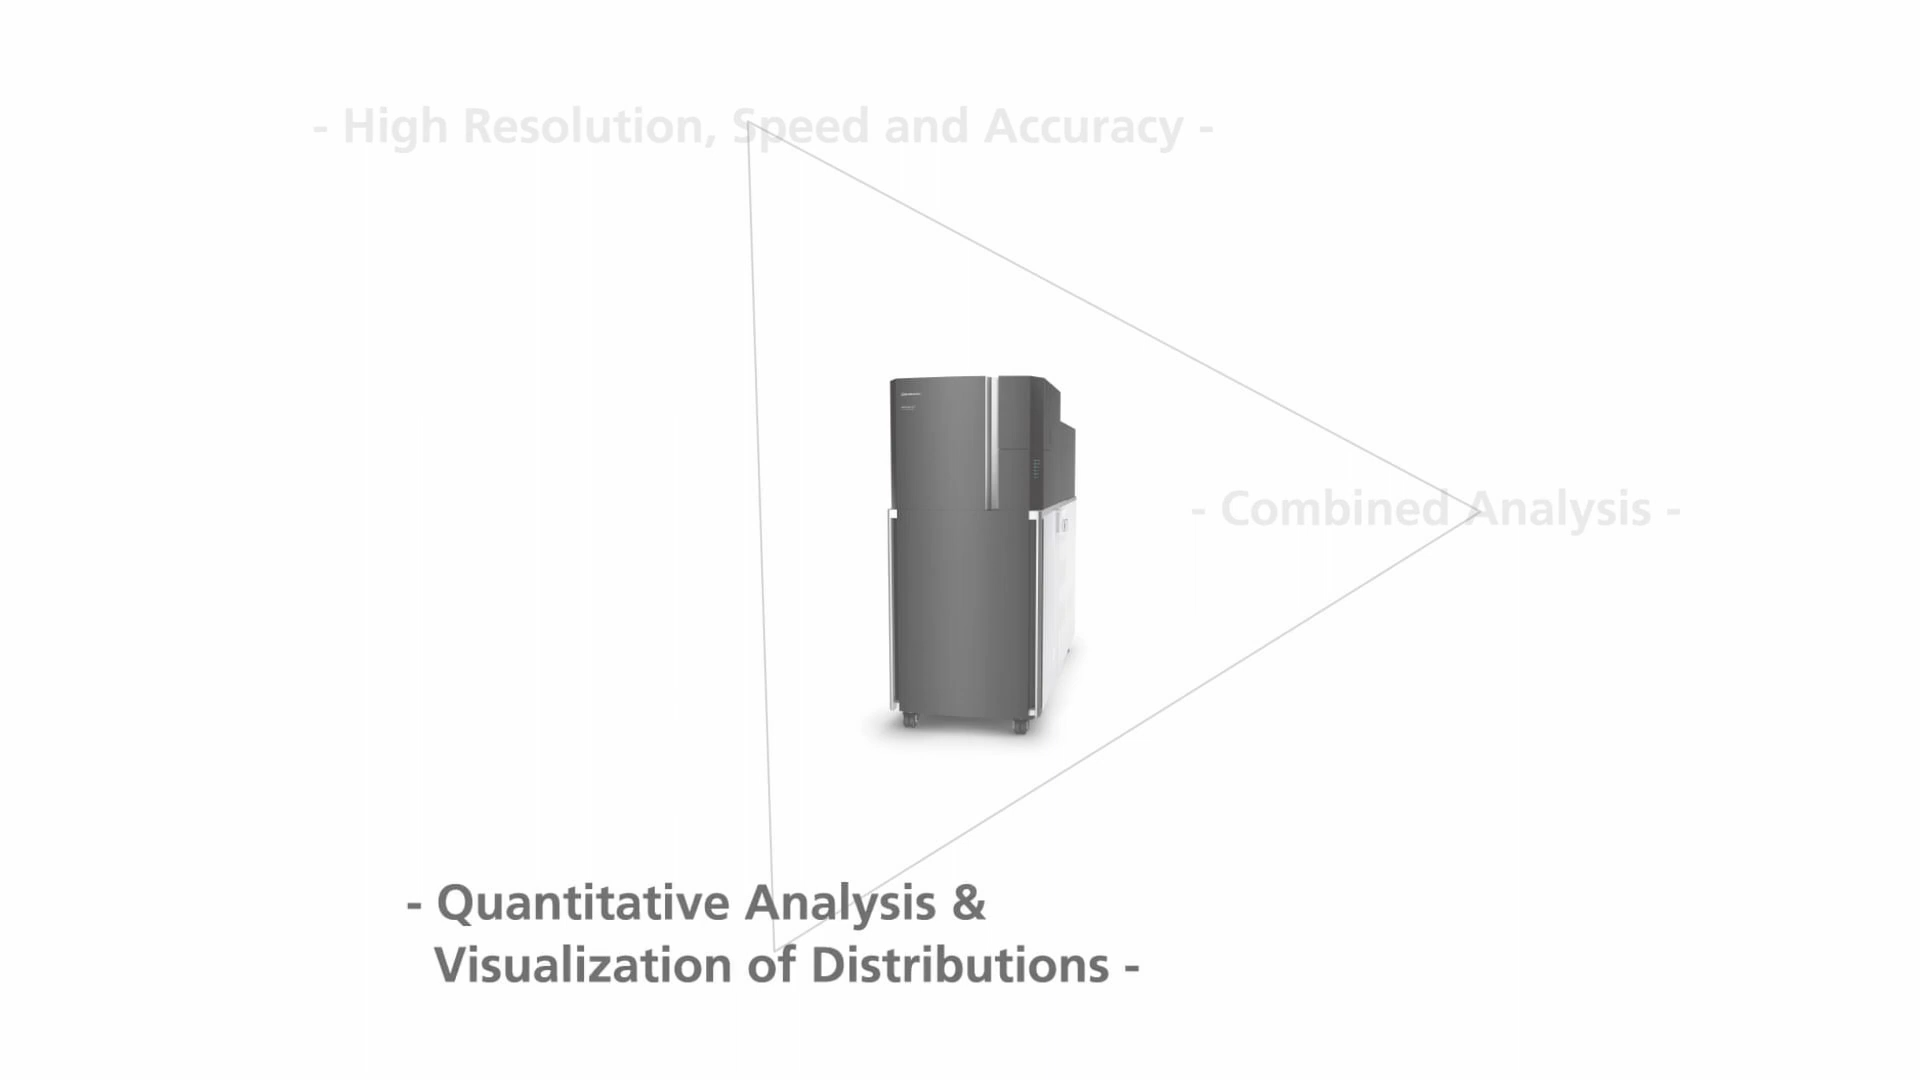 - High Resolution, Speed and Accuracy -
- Combined Analysis -
- Quantitative Analysis &
Visualization of Distributions -